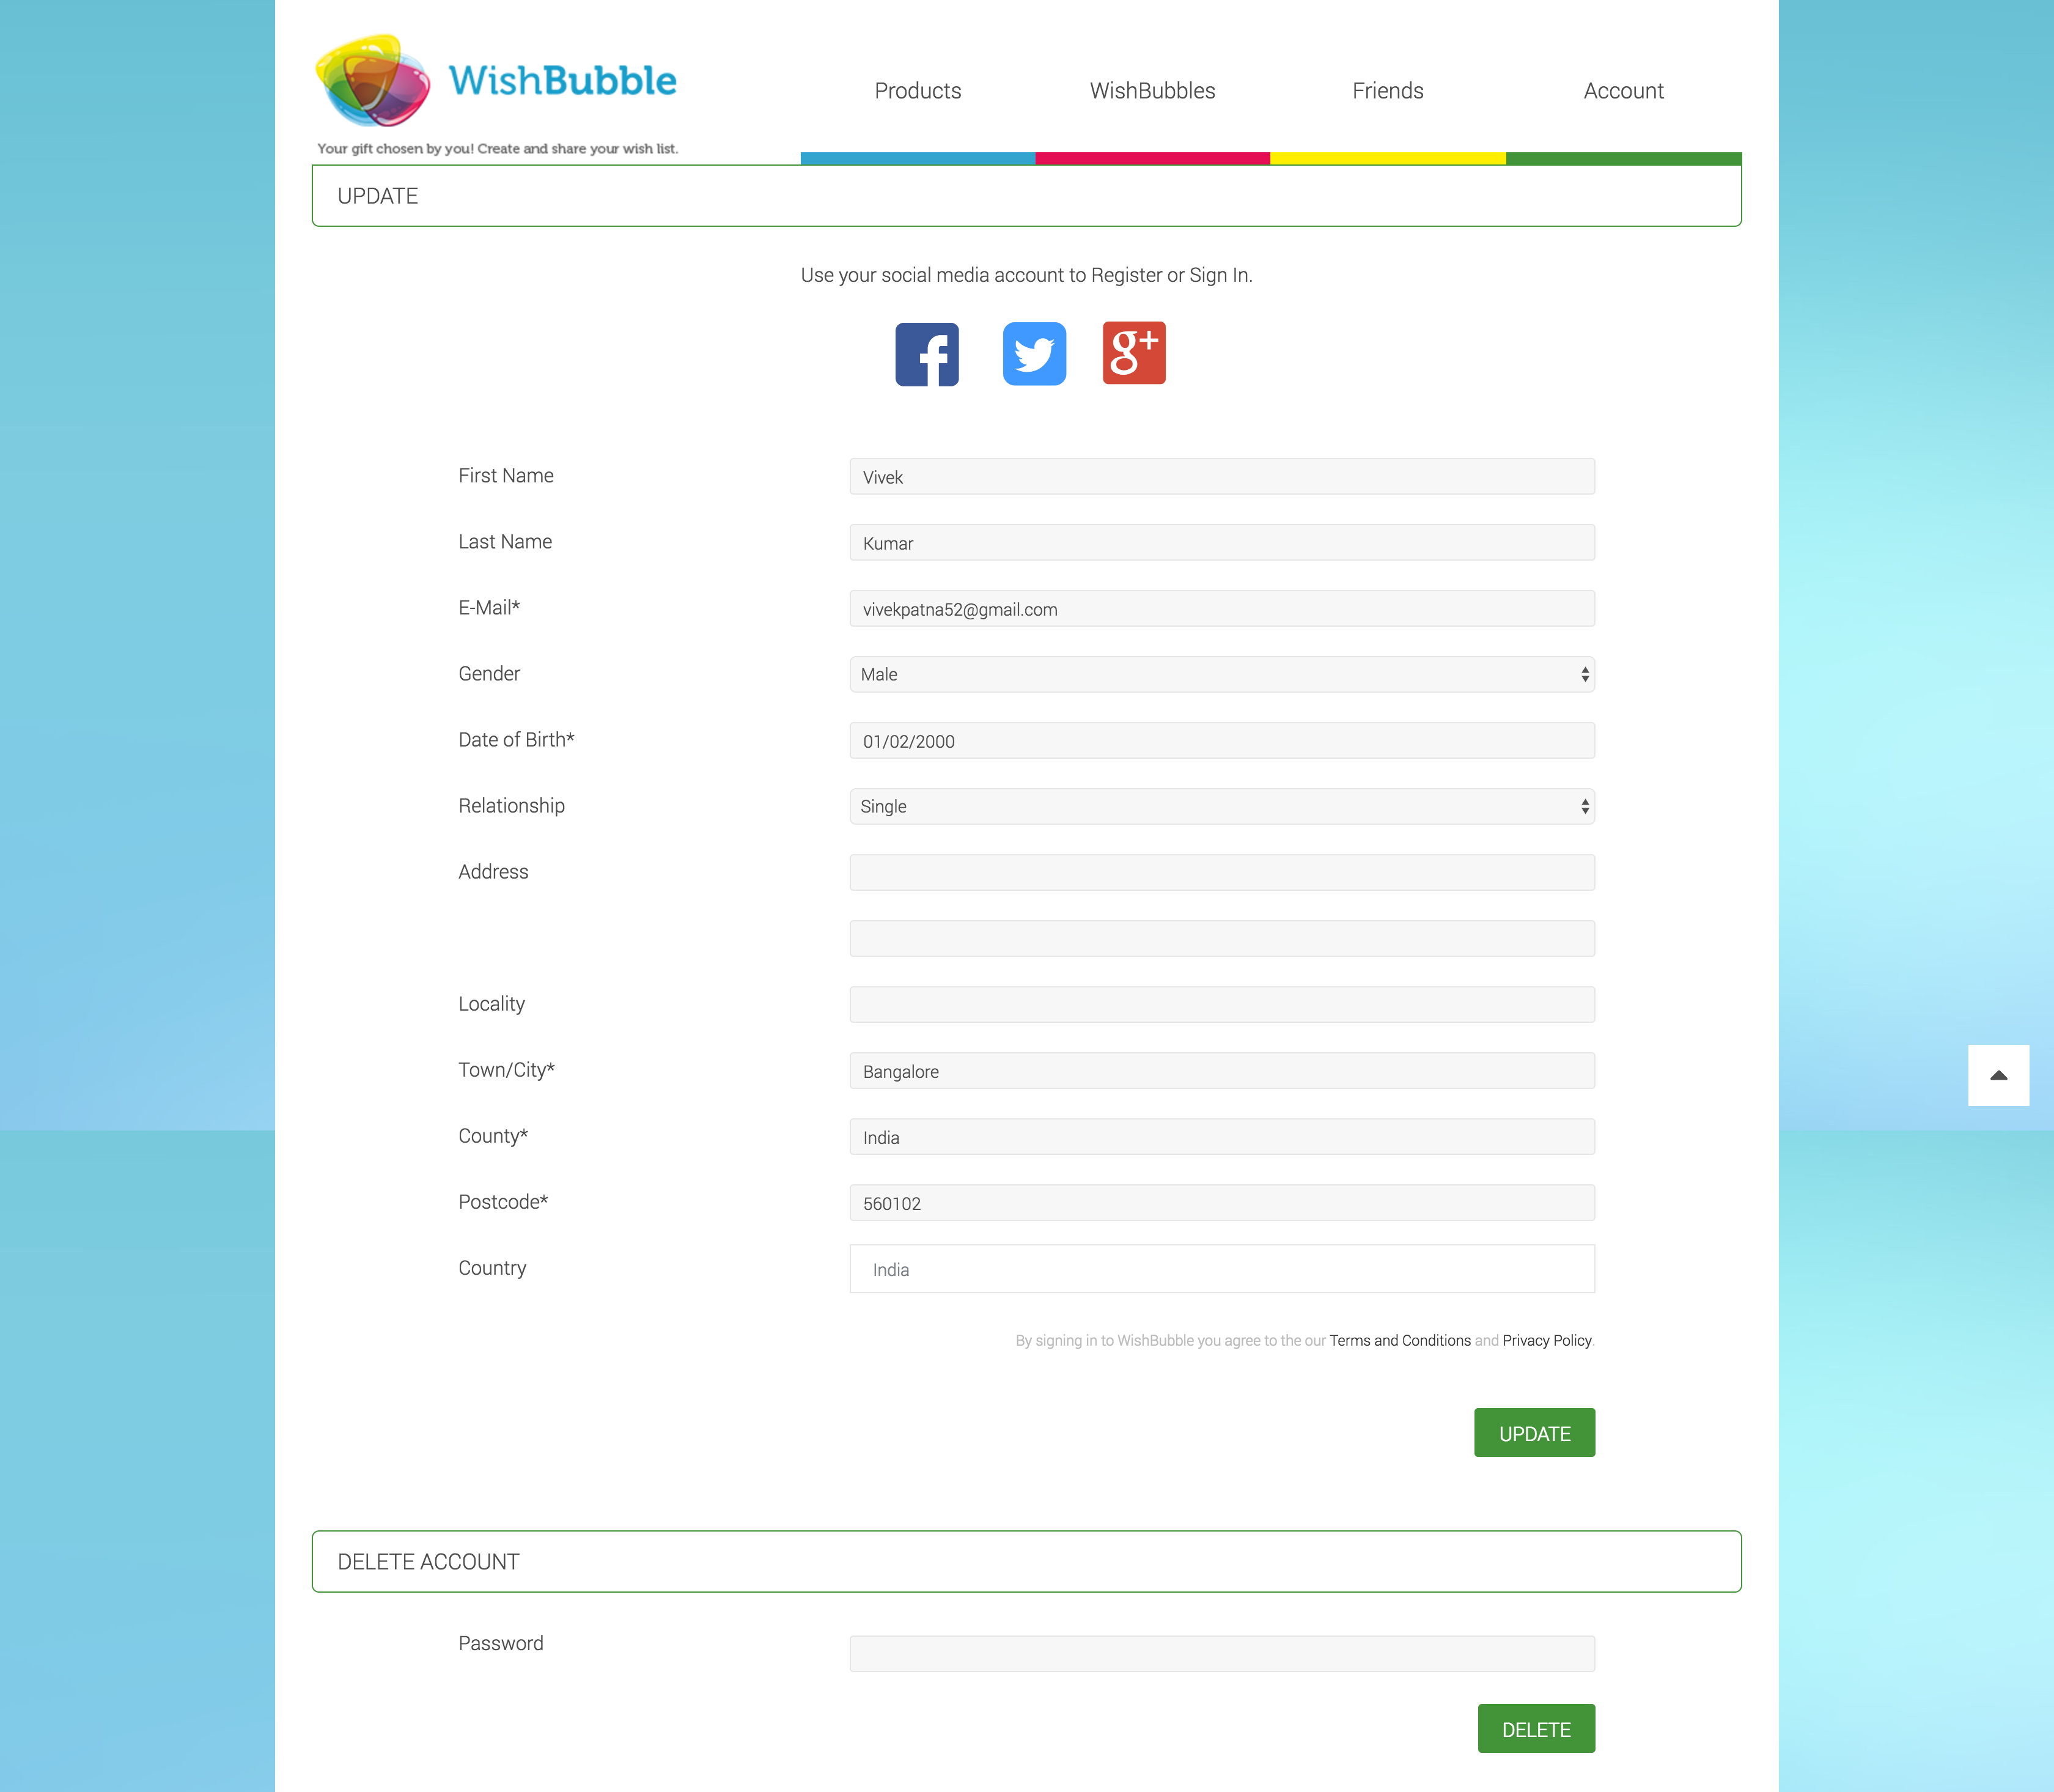 WishBubble
Products WishBubbles Friends Account
Your gift chosen by you! Create and share your wish list.
UPDATE
Use your social media account to Register or Sign In.
f g+
First Name Vivek
Last Name Kumar
E-Mail* vivekpatna52@gmail.com
Gender Male
Date of Birth* 01/02/2000
Relationship Single
Address
Locality
Town/City* Bangalore
County* India
Postcode* 560102
Country India
By signing in to WishBubble you agree to the our Terms and Conditions and Privacy Policy.
UPDATE
DELETE ACCOUNT
Password
DELETE